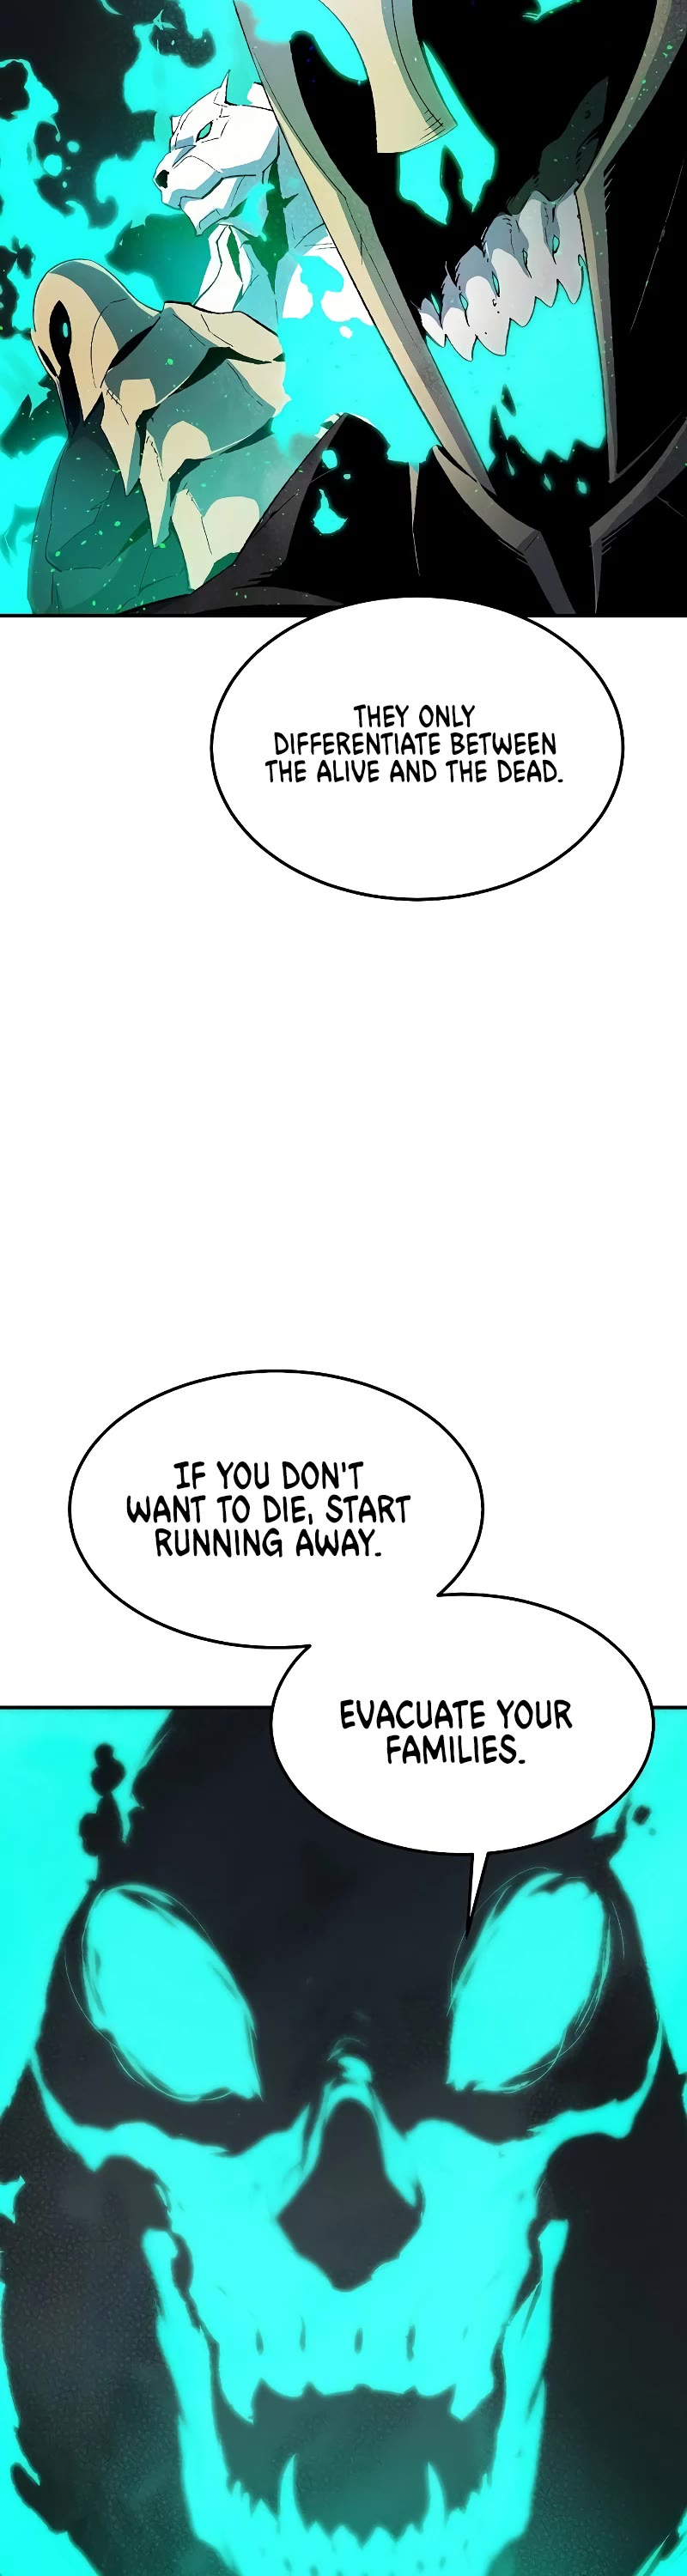 THEY ONLY
DIFFERENTIATE BETWEEN
THE ALIVE AND THE DEAD.
IF YOU DON'T
WANT TO DIE, START
RUNNING AWAY.
EVACUATE YOUR
FAMILIES.